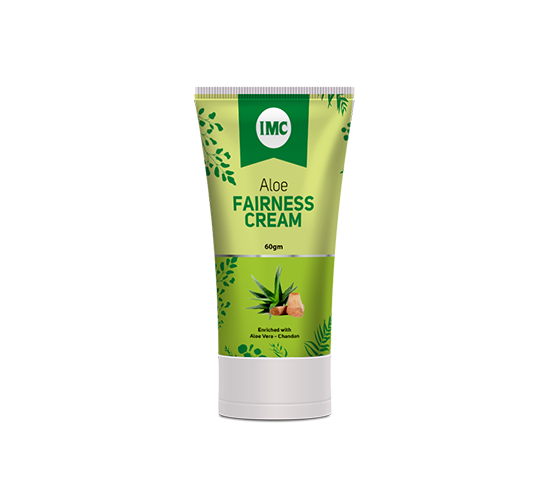 IMC
Aloe
FAIRNESS
CREAM
60gm
Enriched with
Aloe Vera - Chandan